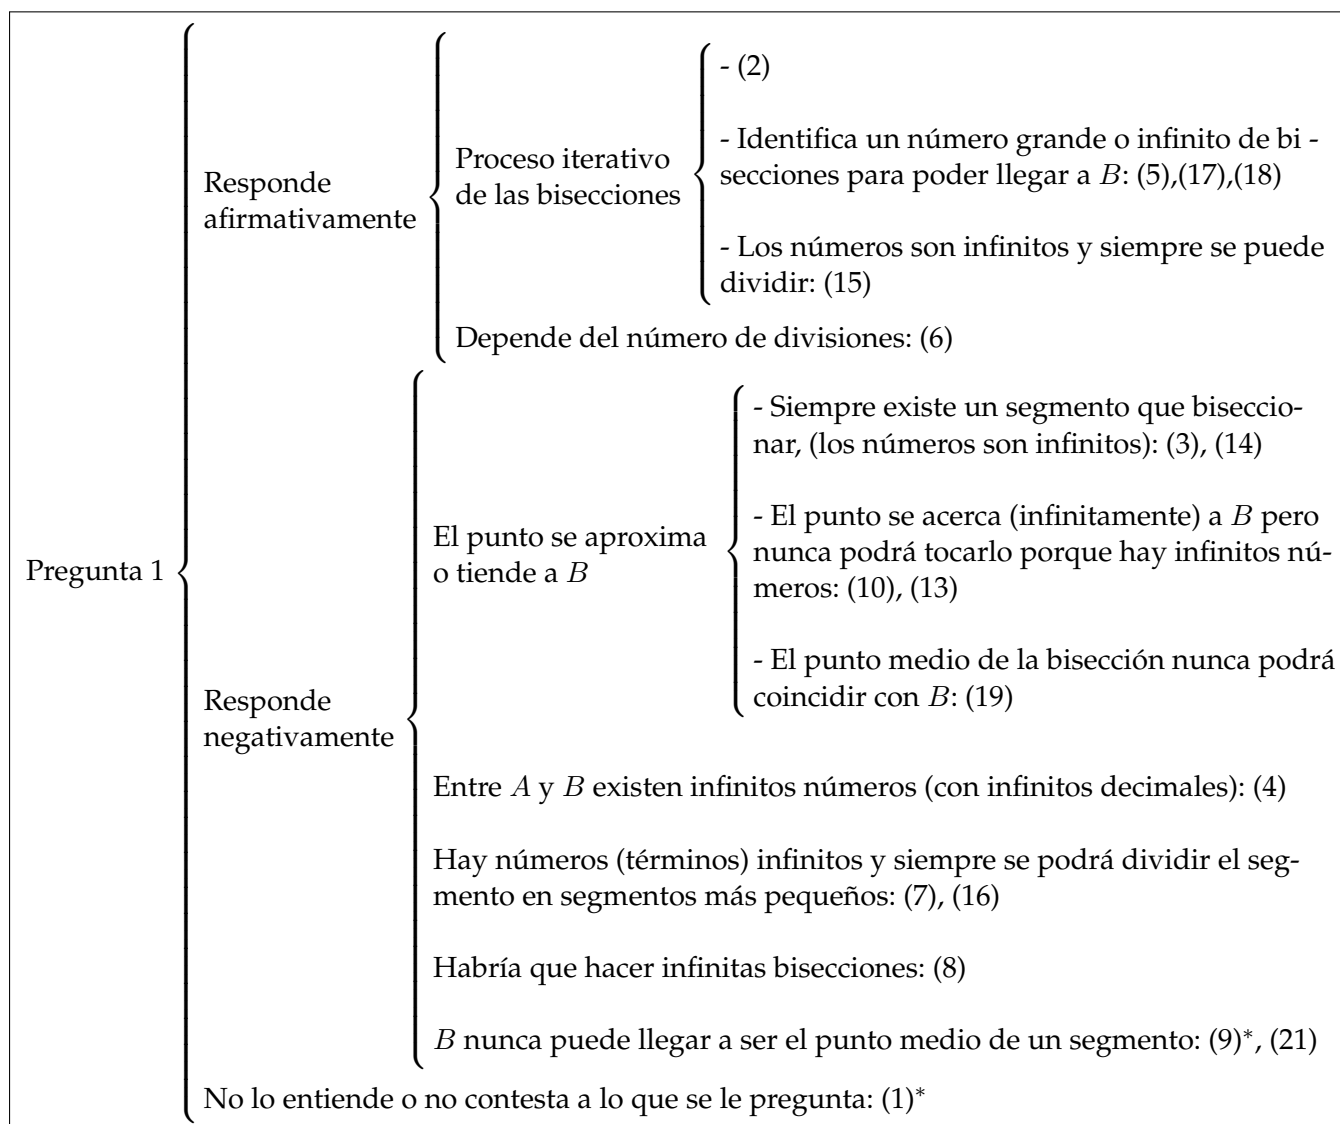 Pregunta 1
Responde
afirmativamente
Proceso iterativo
de las bisecciones
- (2)
- Identifica un número grande o infinito de bi -
secciones para poder llegar a B: (5),(17),(18)
- Los números son infinitos y siempre se puede
dividir: (15)
Depende del número de divisiones: (6)
Responde
negativamente
El punto se aproxima
o tiende a B
- Siempre existe un segmento que biseccio-
nar, (los números son infinitos): (3), (14)
- El punto se acerca (infinitamente) a B pero
nunca podrá tocarlo porque hay infinitos nú-
meros: (10), (13)
- El punto medio de la bisección nunca podrá
coincidir con B: (19)
Entre A y B existen infinitos números (con infinitos decimales): (4)
Hay números (términos) infinitos y siempre se podrá dividir el seg-
mento en segmentos más pequeños: (7), (16)
Habría que hacer infinitas bisecciones: (8)
B nunca puede llegar a ser el punto medio de un segmento: (9)*, (21)
No lo entiende o no contesta a lo que se le pregunta: (1)*